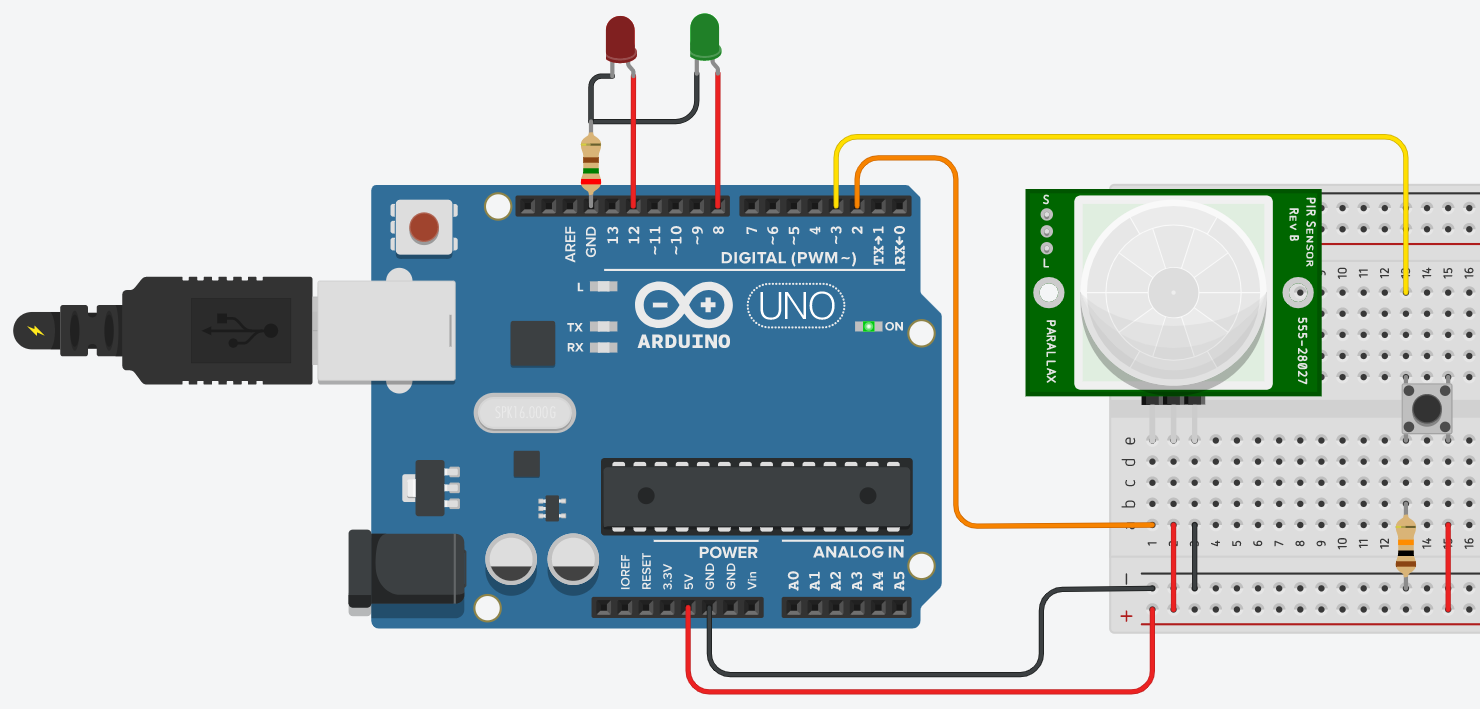 AREF
GND
13
12
~11
~10
~9
8
7
~6
~5
4
~3
2
TX→1
RX←0
DIGITAL (PWM~)
L
TX
RX
UNO
ARDUINO
ON
SPK16.000G
POWER
ANALOG IN
IOREF
RESET
3.3V
5V
GND
GND
Vin
A0
A1
A2
A3
A4
A5
S
L
PARALLAX
PIR SENSOR
REV B
555-28027
10 11 12 13 14 15 16
e
d
c
b
a
1 2 3 4 5 6 7 8 9 10 11 12 13 14 15 16
−
+